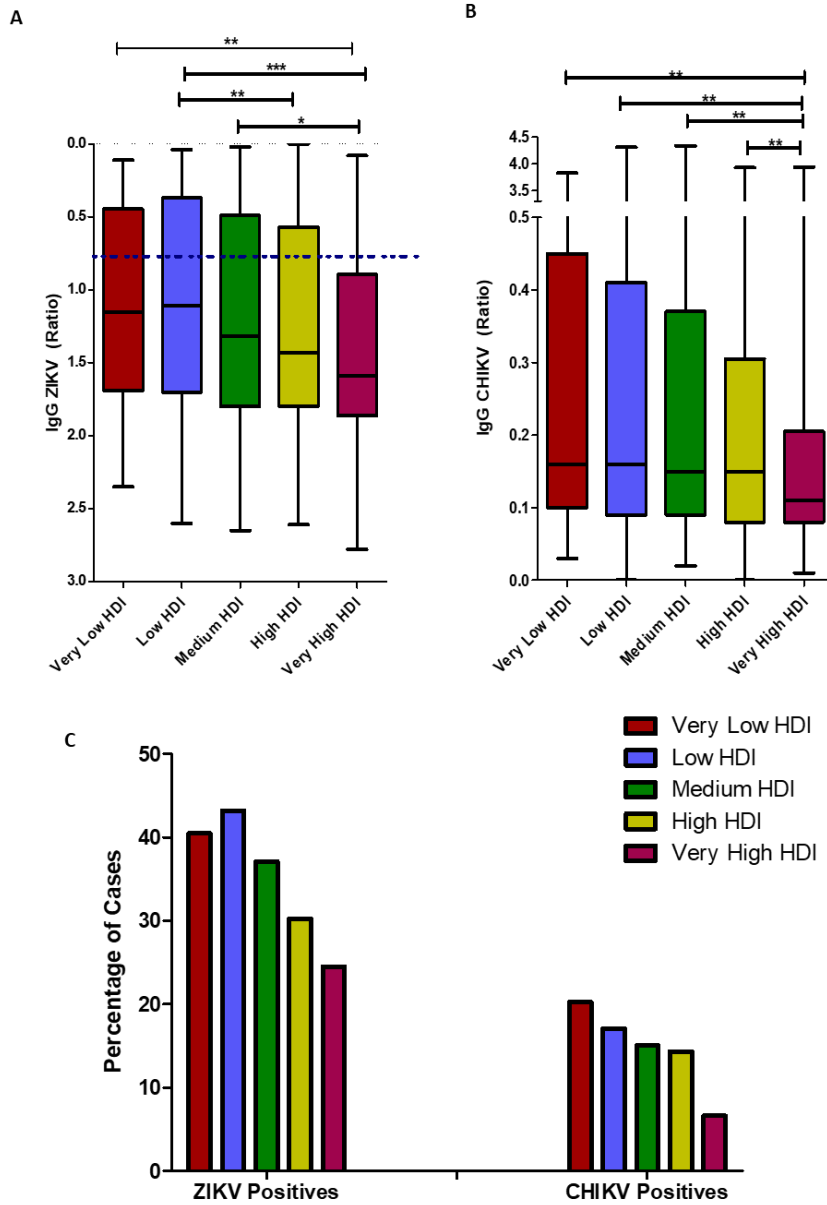 A
**
***
**
*
0.0
0.5
1.0
1.5
2.0
2.5
3.0
IgG ZIKV (Ratio)
Very Low HDI
Low HDI
Medium HDI
High HDI
Very High HDI
B
**
**
**
**
4.5
4.0
3.5
0.5
0.4
0.3
0.2
0.1
0.0
IgG CHIKV (Ratio)
Very Low HDI
Low HDI
Medium HDI
High HDI
Very High HDI
C
Very Low HDI
Low HDI
Medium HDI
High HDI
Very High HDI
50
40
30
20
10
0
Percentage of Cases
ZIKV Positives
CHIKV Positives